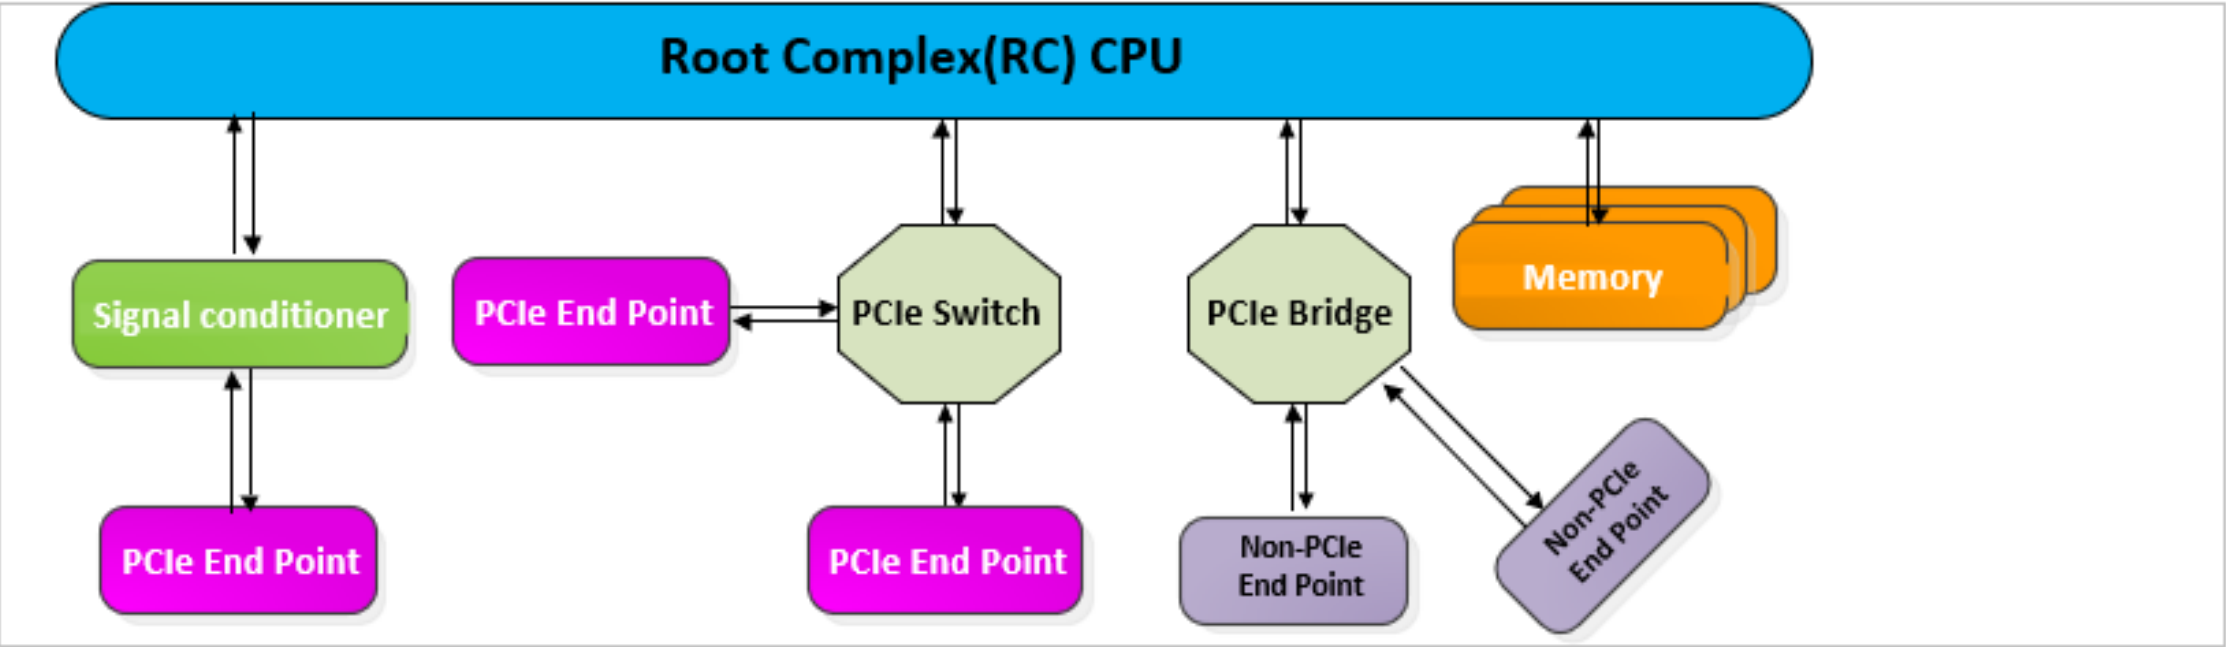 Root Complex(RC) CPU
Signal conditioner
PCIe End Point
PCIe Switch
PCIe Bridge
Memory
PCIe End Point
PCIe End Point
Non-PCIe
End Point
Non-PCIe
End Point